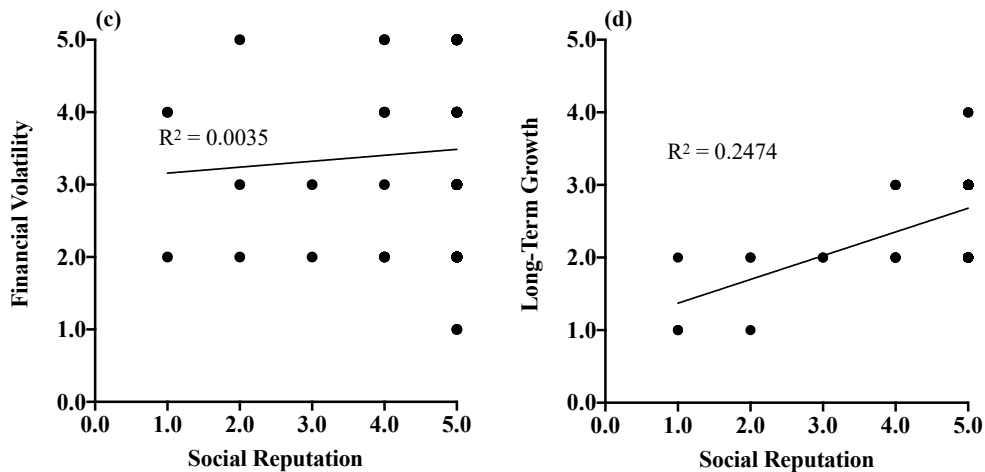 (c)
Financial Volatility
5.0
4.0
3.0
2.0
1.0
0.0
R² = 0.0035
0.0 1.0 2.0 3.0 4.0 5.0
Social Reputation
(d)
Long-Term Growth
5.0
4.0
3.0
2.0
1.0
0.0
R² = 0.2474
0.0 1.0 2.0 3.0 4.0 5.0
Social Reputation